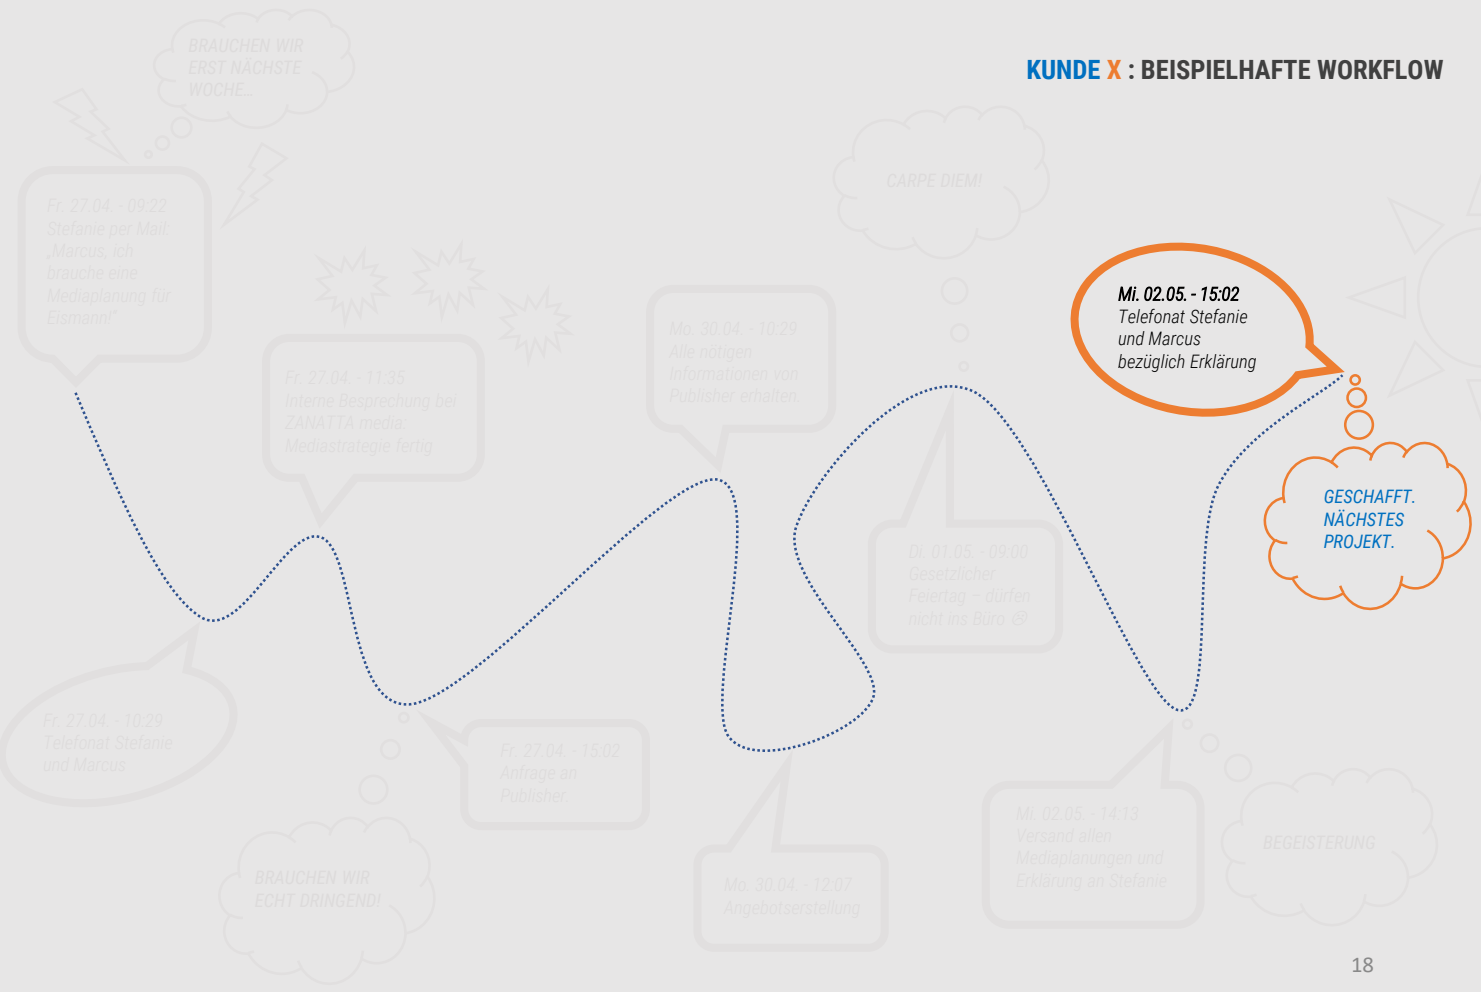 KUNDE X : BEISPIELHAFTE WORKFLOW
BRAUCHEN WIR
ERST NÄCHSTE
WOCHE…
Fr. 27.04. - 09:22
Stefanie per Mail:
„Marcus, ich
brauche eine
Mediaplanung für
Eismann!“
Fr. 27.04. - 10:29
Telefonat Stefanie
und Marcus
Fr. 27.04. - 11:35
Interne Besprechung bei
ZANATTA media:
Mediastrategie fertig
BRAUCHEN WIR
ECHT DRINGEND!
Fr. 27.04. - 15:02
Anfrage an
Publisher.
Mo. 30.04. - 10:29
Alle nötigen
Informationen von
Publisher erhalten.
Mo. 30.04. - 12:07
Angebotserstellung
CARPE DIEM!
Di. 01.05. - 09:00
Gesetzlicher
Feiertag – durften
nicht ins Büro ☹
Mi. 02.05. - 14:13
Versand allen
Mediaplanungen und
Erklärung an Stefanie
BEGEISTERUNG
Mi. 02.05. - 15:02
Telefonat Stefanie
und Marcus
bezüglich Erklärung
GESCHAFFT.
NÄCHSTES
PROJEKT.
18